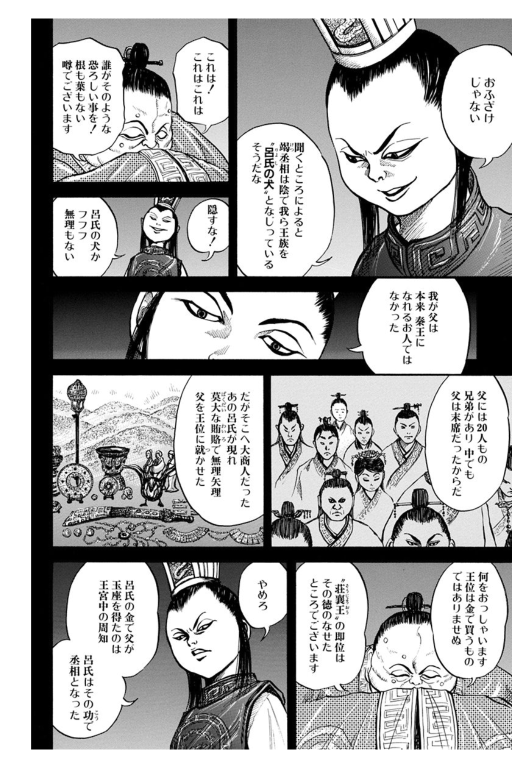 おふざけ
じゃない
聞くところによると
竭丞相は陰で我ら王族を
〝呂氏の犬〟となじっている
そうだな
これは！
これはこれは
誰がそのような
恐ろしい事を！
根も葉もない
噂でございます
隠すな！
呂氏の犬か
フフフ
無理もない
我が父は
本来 秦王に
なれるお人では
なかった
父には20人もの
兄弟があり 中でも
父は末席だったからだ
だがそこへ大商人だった
あの呂氏が現れ
莫大な賄賂で無理矢理
父を王位に就かせた
何をおっしゃいます
王位は金で買うもの
ではありませぬ
〝荘襄王〟の即位は
その徳のなせた
ところでございます
やめろ
呂氏の金で父が
玉座を得たのは
王宮中の周知
呂氏はその功で
丞相となった